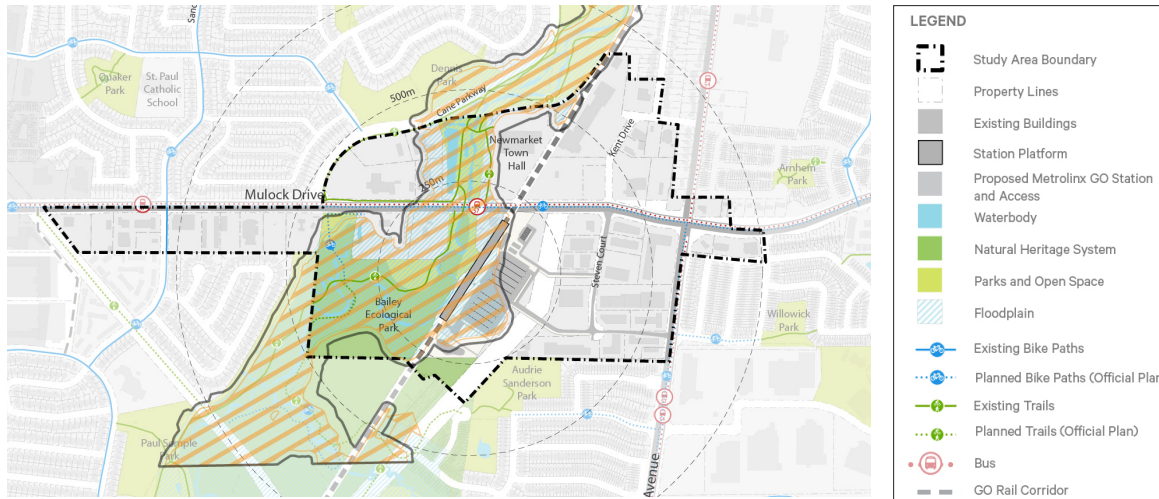 Quaker
Park
St. Paul
Catholic
School
Dennis
Park
500m
Cane Parkway
Newmarket
Town
Hall
Kent Drive
Arnhem
Park
250m
Mulock Drive
Steven Court
Bailey
Ecological
Park
Willowick
Park
Audrie
Sanderson
Park
Paul Semple
Park
Avenue
LEGEND
Study Area Boundary
Property Lines
Existing Buildings
Station Platform
Proposed Metrolinx GO Station
and Access
Waterbody
Natural Heritage System
Parks and Open Space
Floodplain
Existing Bike Paths
Planned Bike Paths (Official Plan
Existing Trails
Planned Trails (Official Plan)
Bus
GO Rail Corridor